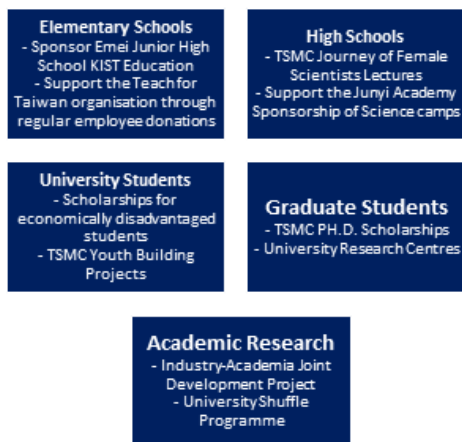 Elementary Schools
- Sponsor Emei Junior High
School KIST Education
- Support the Teach for
Taiwan organisation through
regular employee donations
High Schools
- TSMC Journey of Female
Scientists Lectures
- Support the Junyi Academy
Sponsorship of Science camps
University Students
- Scholarships for
economically disadvantaged
students
- TSMC Youth Building
Projects
Graduate Students
- TSMC PH.D. Scholarships
- University Research Centres
Academic Research
- Industry-Academia Joint
Development Project
- University Shuffle
Programme